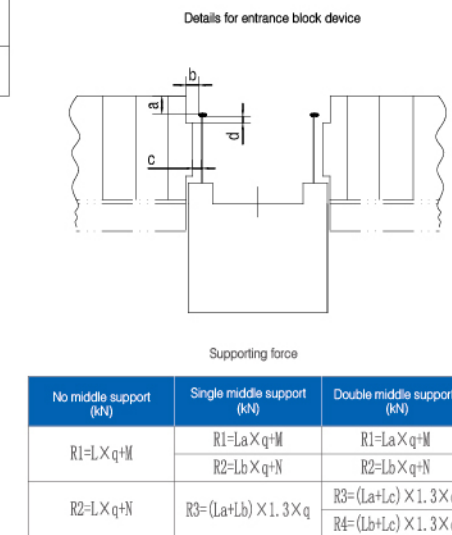 Details for entrance block device
b
a
d
c
Supporting force
No middle support
(kN)
Single middle support
(kN)
Double middle support
(kN)
R1=L×q+M
R1=La×q+M
R1=La×q+M
R2=Lb×q+N
R2=Lb×q+N
R2=L×q+N
R3=(La+Lb)×1.3×q
R3=(La+Lc)×1.3×
R4=(Lb+Lc)×1.3×